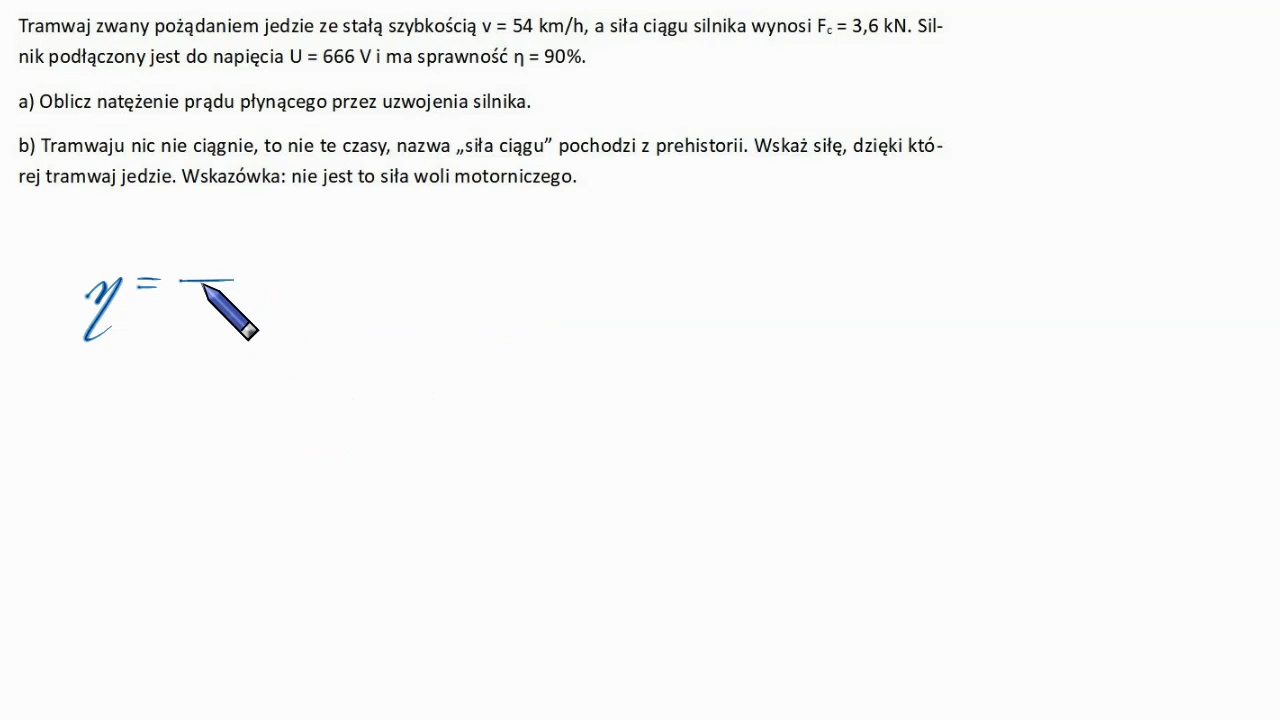 Tramwaj zwany pożądaniem jedzie ze stałą szybkością v = 54 km/h, a siła ciągu silnika wynosi Fc = 3,6 kN. Sil-
nik podłączony jest do napięcia U = 666 V i ma sprawność η = 90%.
a) Oblicz natężenie prądu płynącego przez uzwojenia silnika.
b) Tramwaju nic nie ciągnie, to nie te czasy, nazwa „siła ciągu” pochodzi z prehistorii. Wskaż siłę, dzięki któ-
rej tramwaj jedzie. Wskazówka: nie jest to siła woli motorniczego.
η =